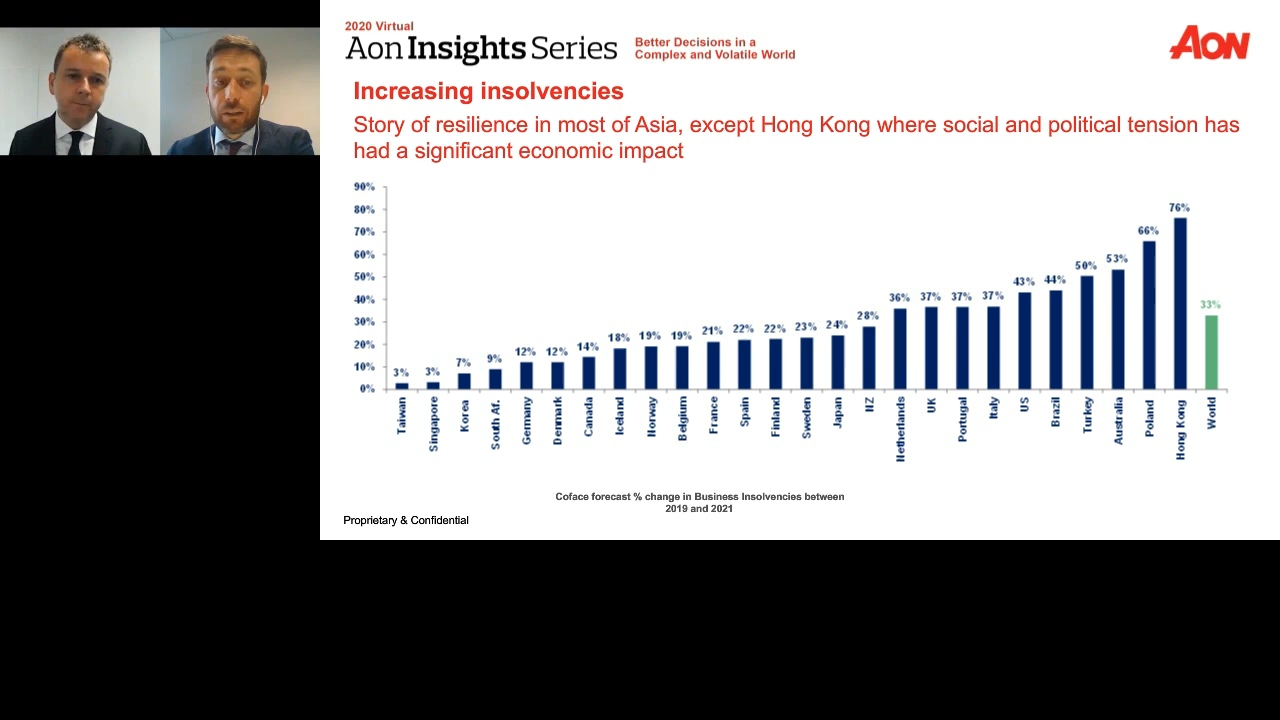 2020 Virtual
Aon Insights Series
Better Decisions in a
Complex and Volatile World
AON
Increasing insolvencies
Story of resilience in most of Asia, except Hong Kong where social and political tension has
had a significant economic impact
90%
80%
70%
60%
50%
40%
30%
20%
10%
0%
3%
3%
7%
9%
12%
12%
14%
18%
19%
19%
21%
22%
22%
23%
24%
28%
36%
37%
37%
37%
43%
44%
50%
53%
66%
76%
33%
Taiwan
Singapore
Korea
South Af.
Germany
Denmark
Canada
Iceland
Norway
Belgium
France
Spain
Finland
Sweden
Japan
NZ
Netherlands
UK
Portugal
Italy
US
Brazil
Turkey
Australia
Poland
Hong Kong
World
Coface forecast % change in Business Insolvencies between
2019 and 2021
Proprietary & Confidential